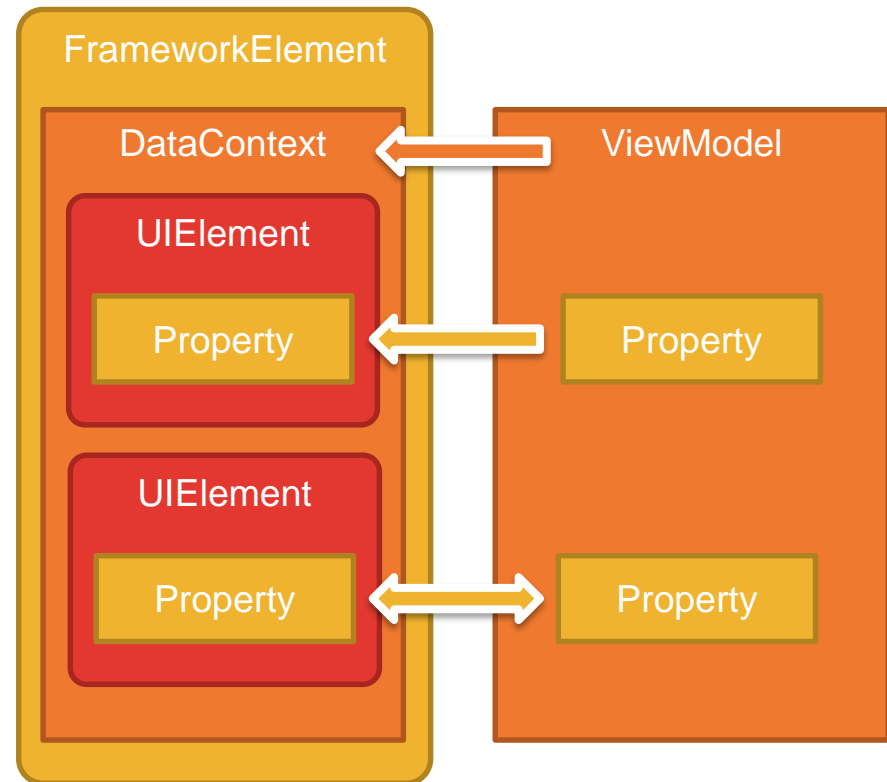 FrameworkElement
DataContext
ViewModel
UIElement
Property
Property
UIElement
Property
Property